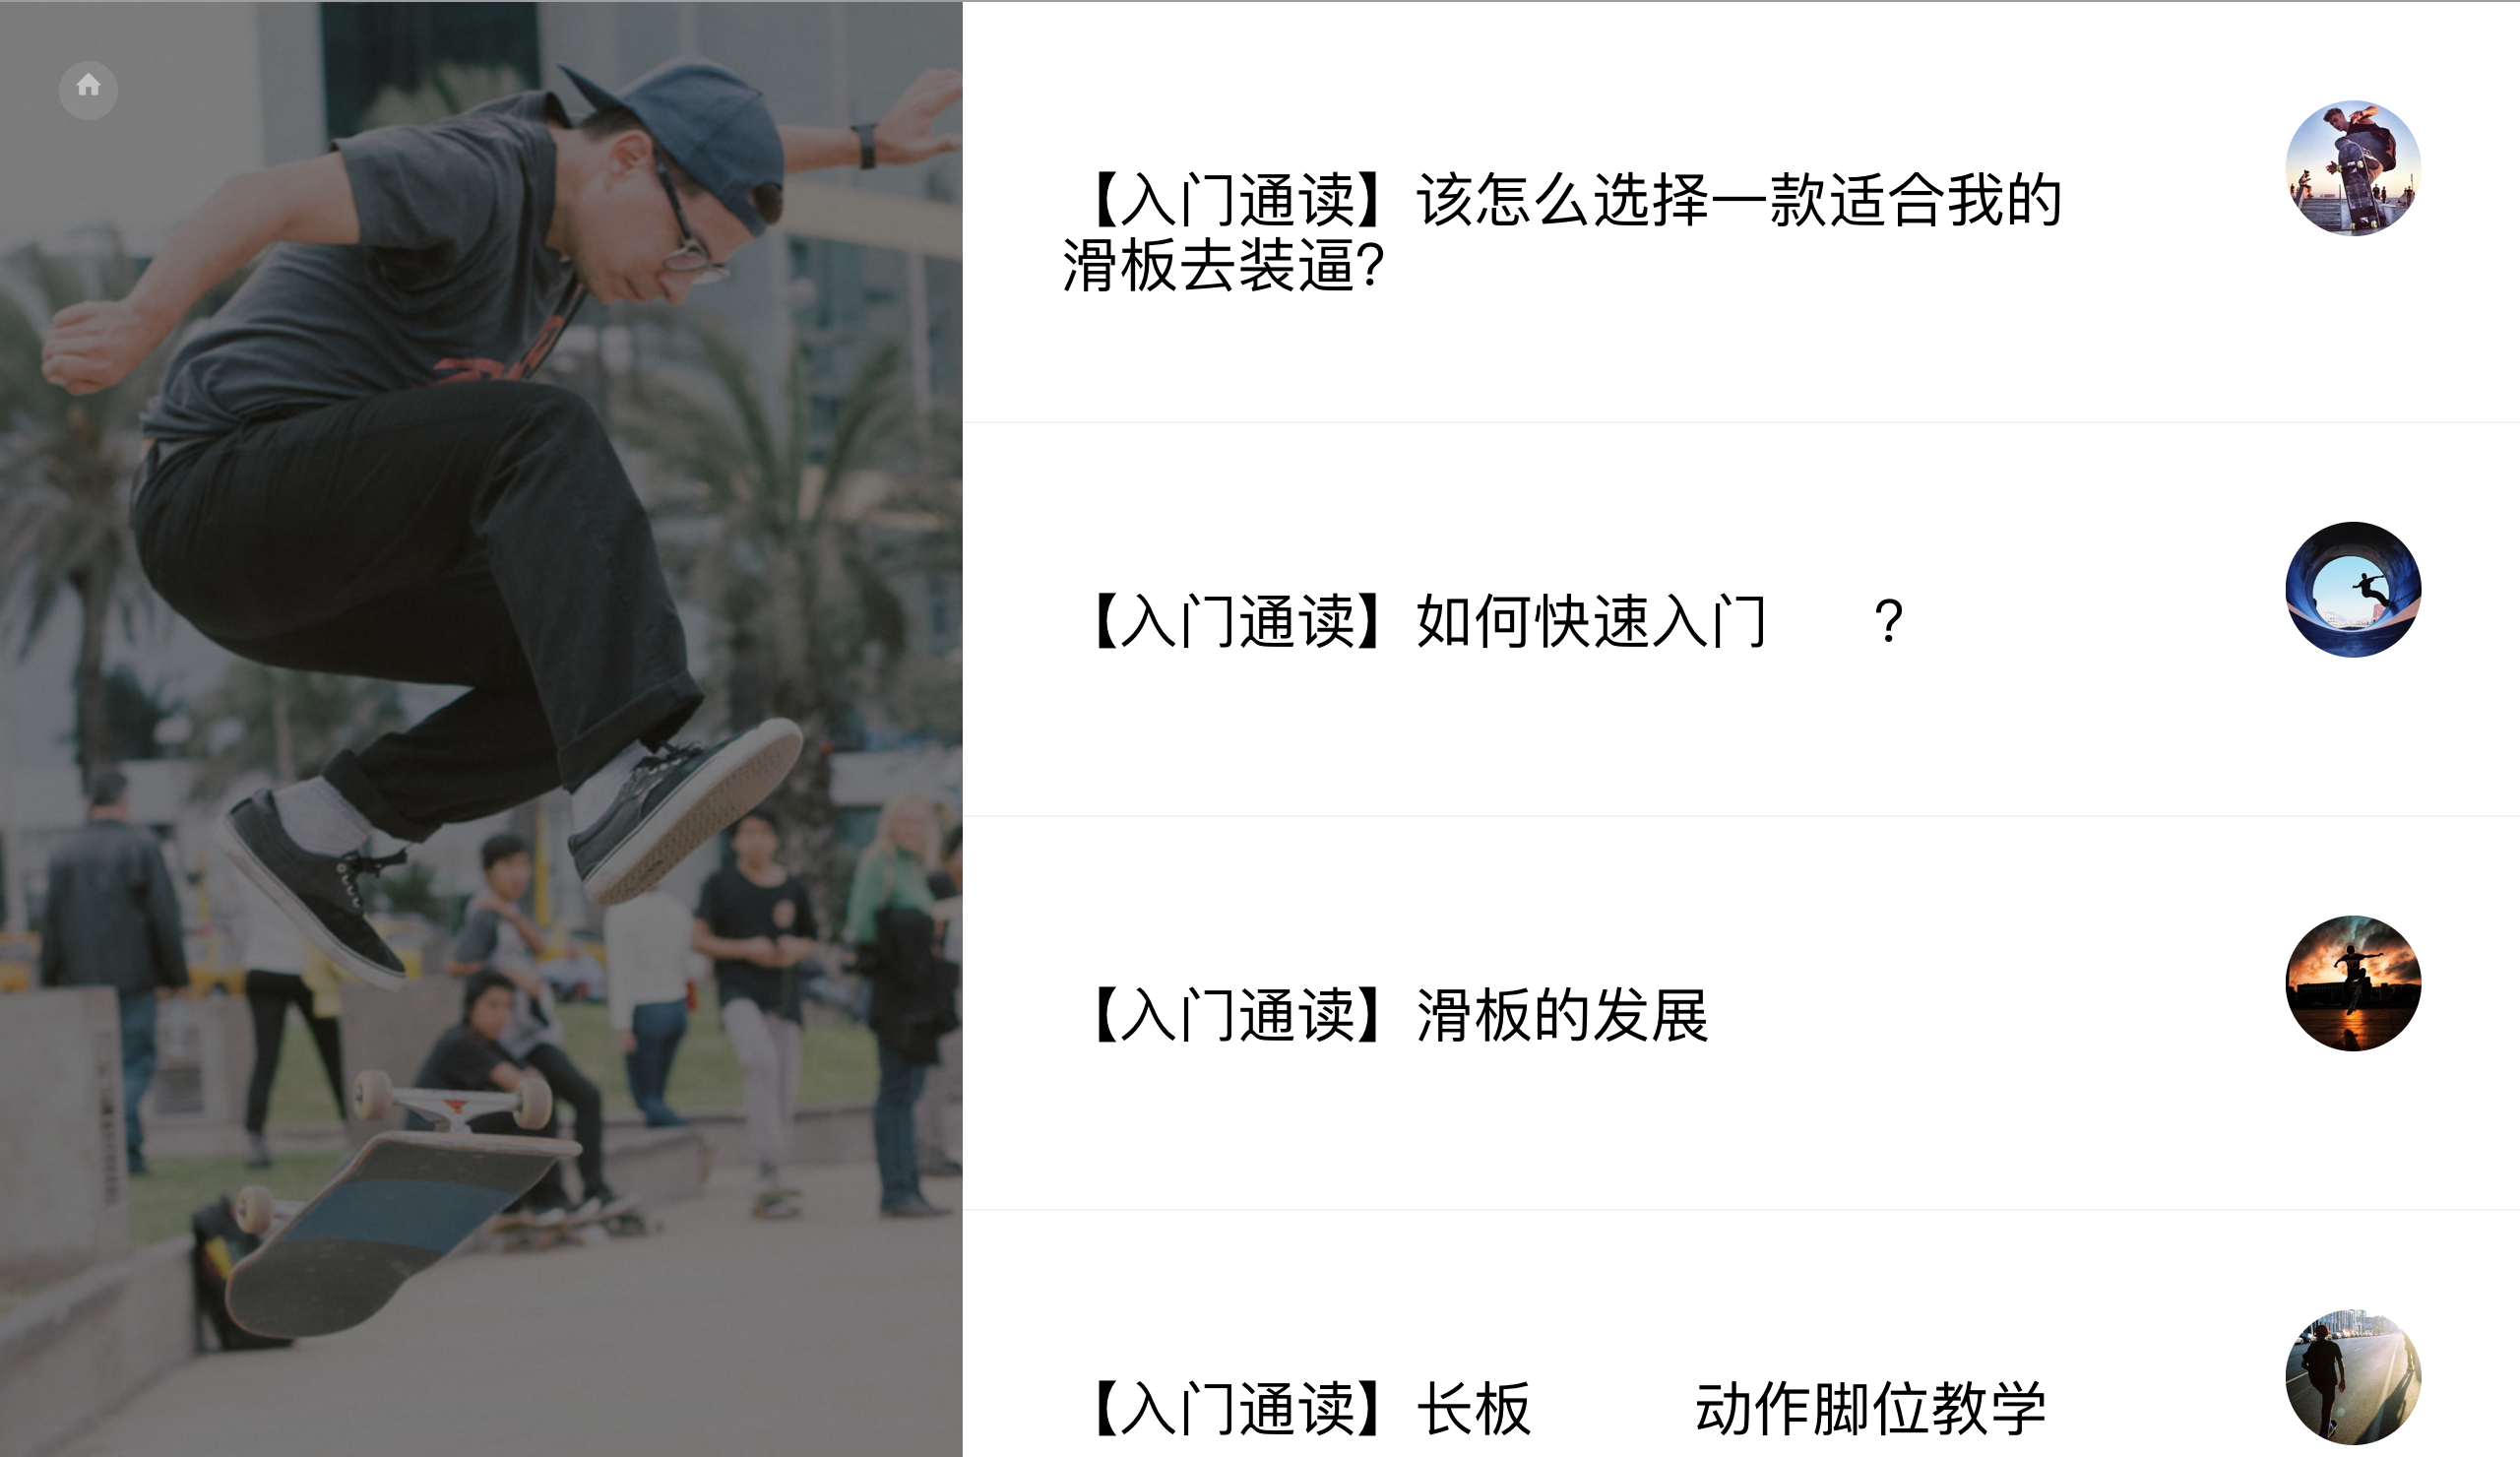 【入门通读】该怎么选择一款适合我的
滑板去装逼?
【入门通读】如何快速入门 ?
【入门通读】滑板的发展
【入门通读】长板 动作脚位教学